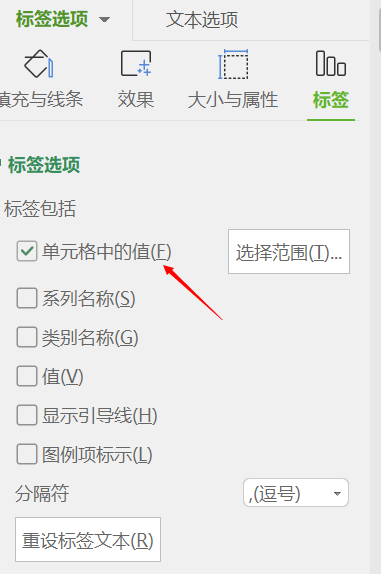 标签选项 文本选项
填充与线条 效果 大小与属性 标签
标签选项
标签包括
单元格中的值(F) 选择范围(T)...
系列名称(S)
类别名称(G)
值(V)
显示引导线(H)
图例项标示(L)
分隔符 ,(逗号)
重设标签文本(R)